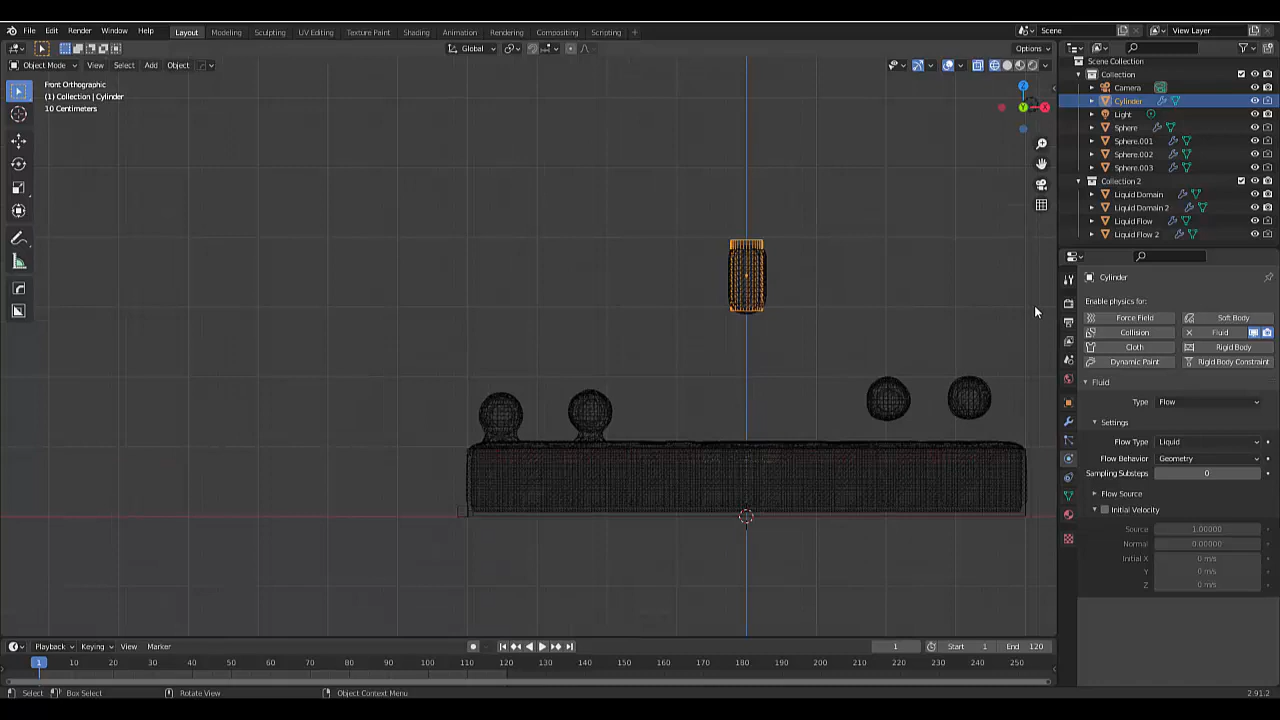 File Edit Render Window Help Layout Modeling Sculpting UV Editing Texture Paint Shading Animation Rendering Compositing Scripting + Scene View Layer
Global Options
Object Mode View Select Add Object
Front Orthographic
(1) Collection | Cylinder
10 Centimeters
Z
Y
X
Scene Collection
Collection
Camera
Cylinder
Light
Sphere
Sphere.001
Sphere.002
Sphere.003
Collection 2
Liquid Domain
Liquid Domain 2
Liquid Flow
Liquid Flow 2
Cylinder
Enable physics for:
Force Field Soft Body
Collision Fluid
Cloth Rigid Body
Dynamic Paint Rigid Body Constraint
Fluid
Type Flow
Settings
Flow Type Liquid
Flow Behavior Geometry
Sampling Substeps 0
Flow Source
Initial Velocity
Source 1.00000
Normal 0.00000
Initial X 0 m/s
Y 0 m/s
Z 0 m/s
Playback Keying View Marker 1 Start 1 End 120
1 10 20 30 40 50 60 70 80 90 100 110 120 130 140 150 160 170 180 190 200 210 220 230 240 250
Select Box Select Rotate View Object Context Menu 2.91.2